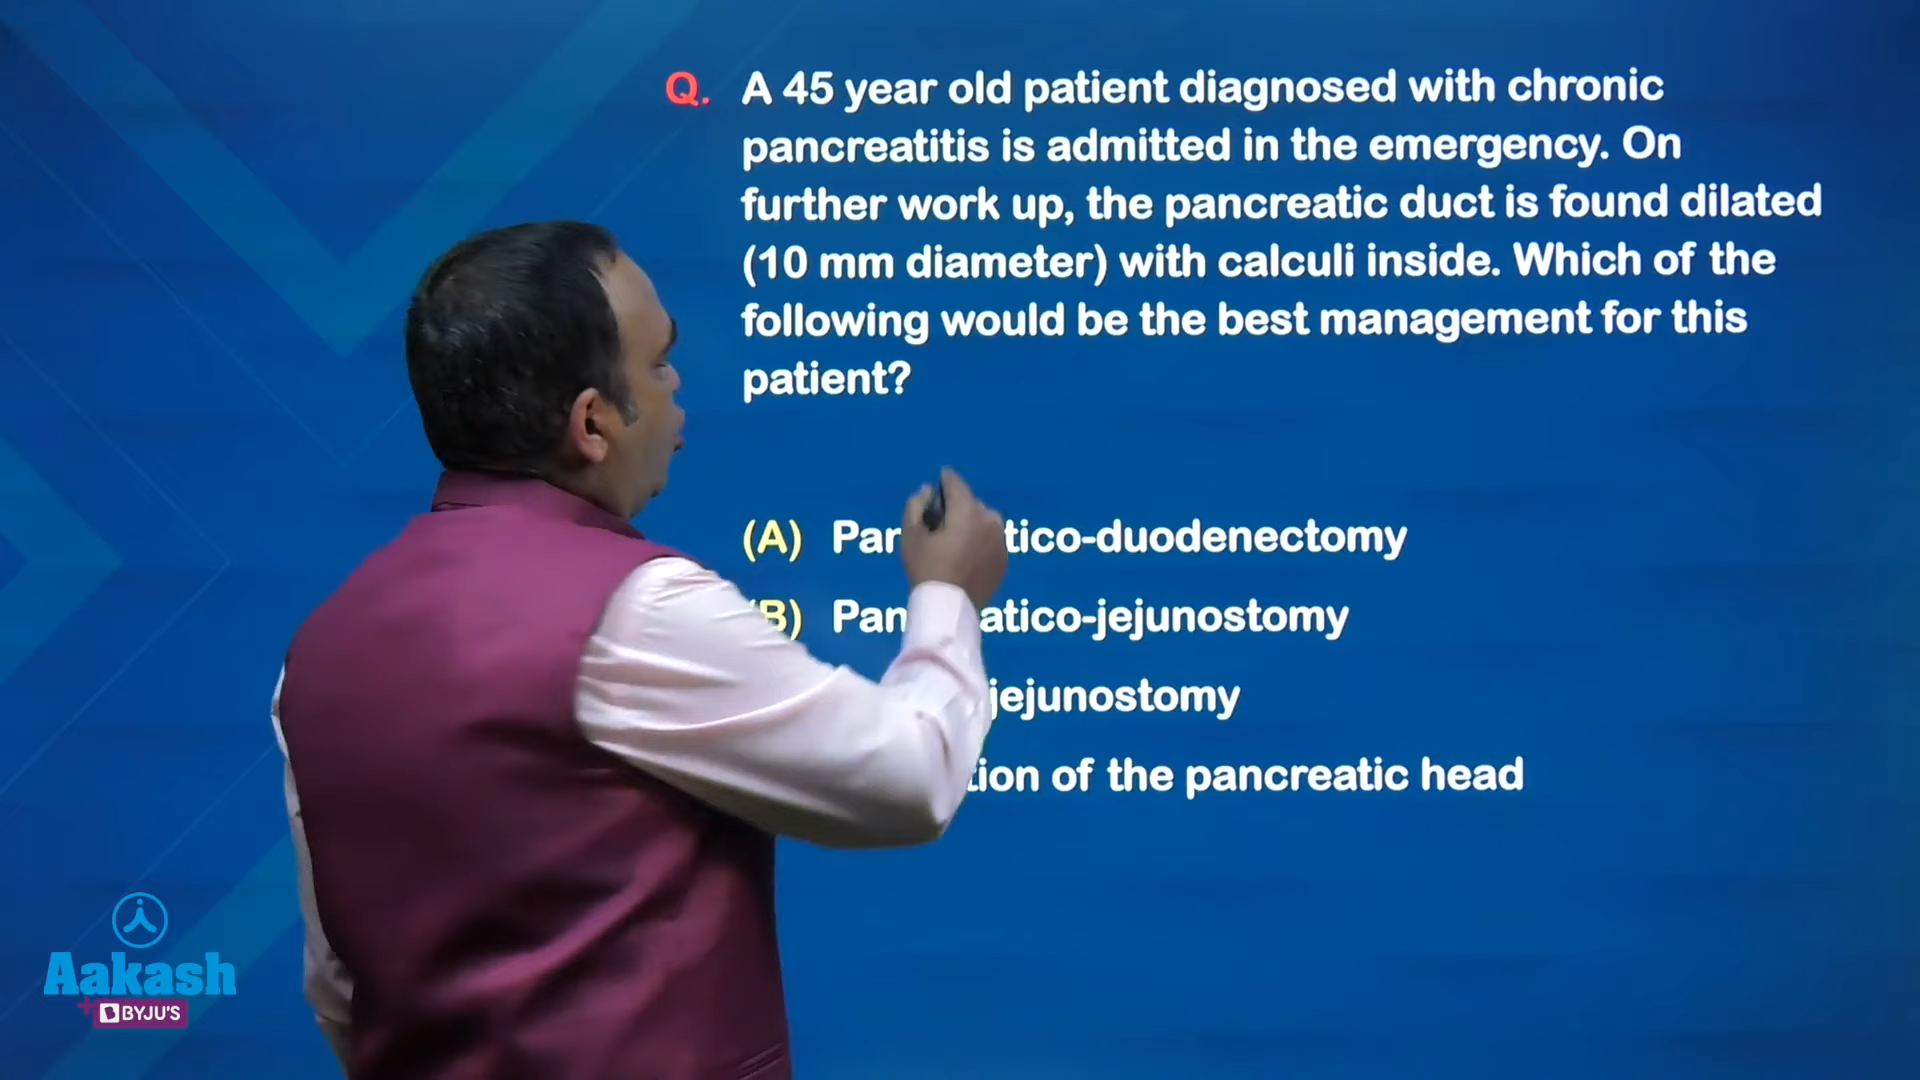 Q. A 45 year old patient diagnosed with chronic
pancreatitis is admitted in the emergency. On
further work up, the pancreatic duct is found dilated
(10 mm diameter) with calculi inside. Which of the
following would be the best management for this
patient?
(A) Par tico-duodenectomy
B) Pan atico-jejunostomy
jejunostomy
tion of the pancreatic head
Aakash
+ BYJU'S